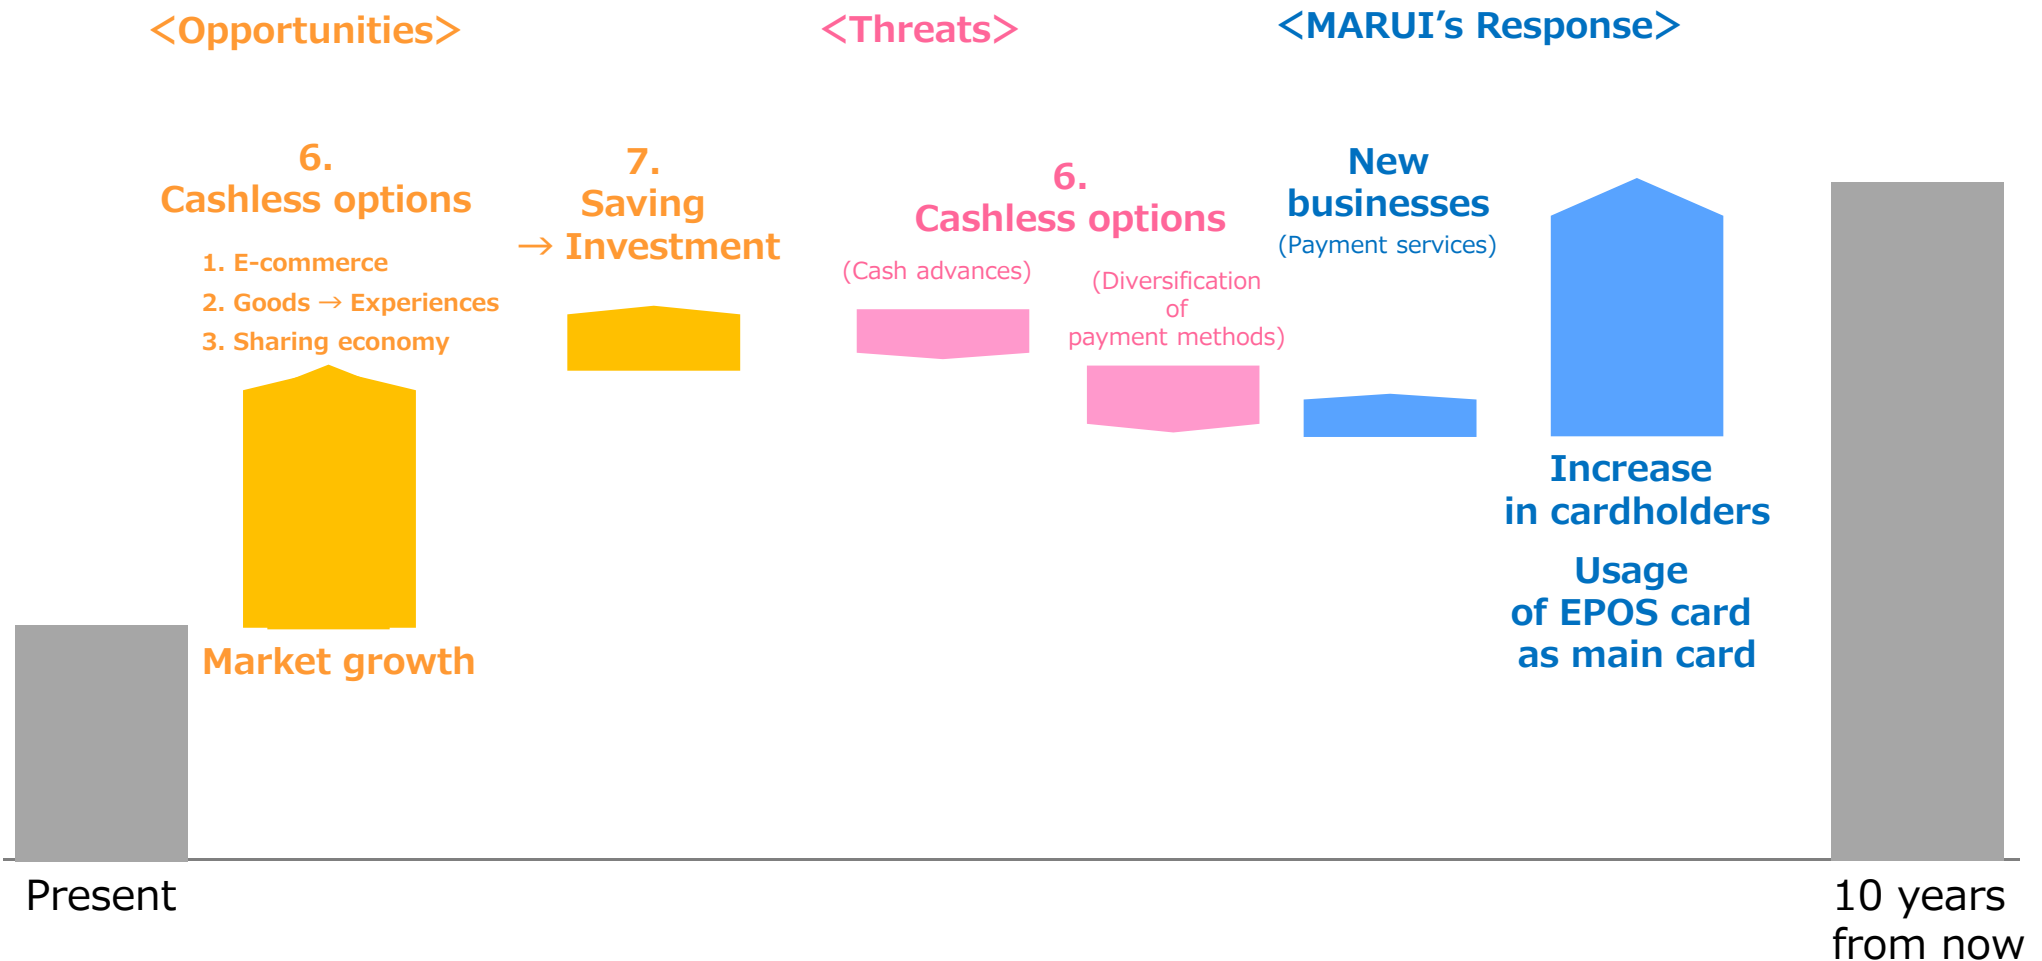 <Opportunities>
<Threats>
<MARUI’s Response>
6.
Cashless options
1. E-commerce
2. Goods → Experiences
3. Sharing economy
Market growth
7.
Saving
→ Investment
6.
Cashless options
(Cash advances)
(Diversification
of
payment methods)
New
businesses
(Payment services)
Increase
in cardholders
Usage
of EPOS card
as main card
Present
10 years
from now